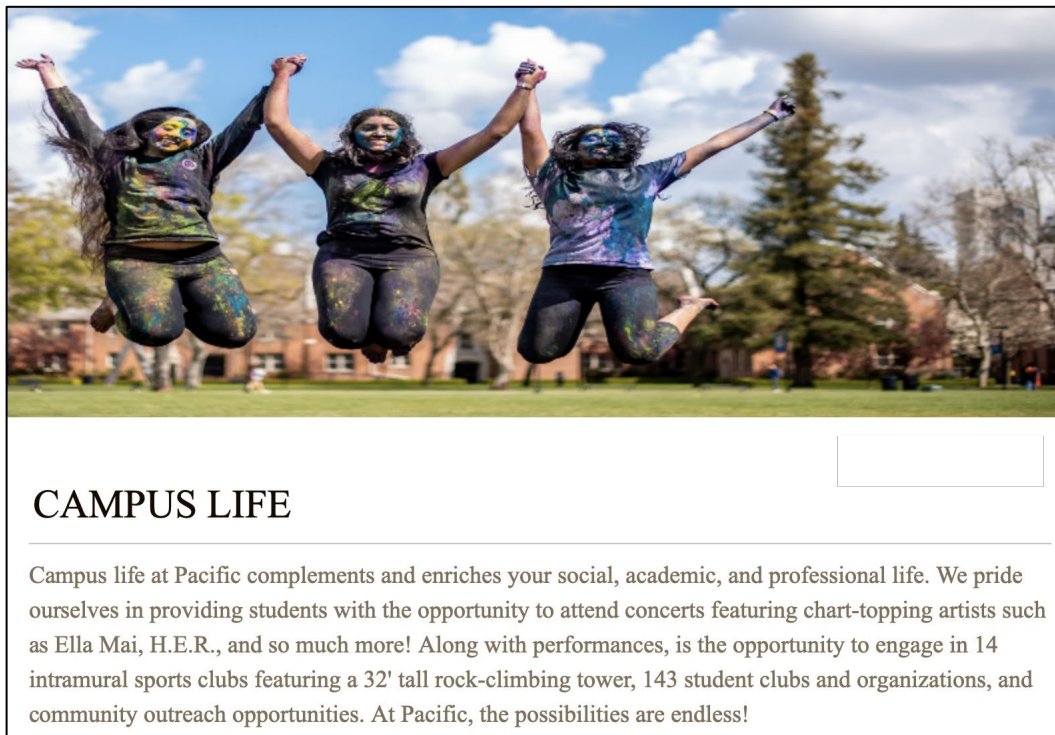 CAMPUS LIFE
Campus life at Pacific complements and enriches your social, academic, and professional life. We pride
ourselves in providing students with the opportunity to attend concerts featuring chart-topping artists such
as Ella Mai, H.E.R., and so much more! Along with performances, is the opportunity to engage in 14
intramural sports clubs featuring a 32' tall rock-climbing tower, 143 student clubs and organizations, and
community outreach opportunities. At Pacific, the possibilities are endless!